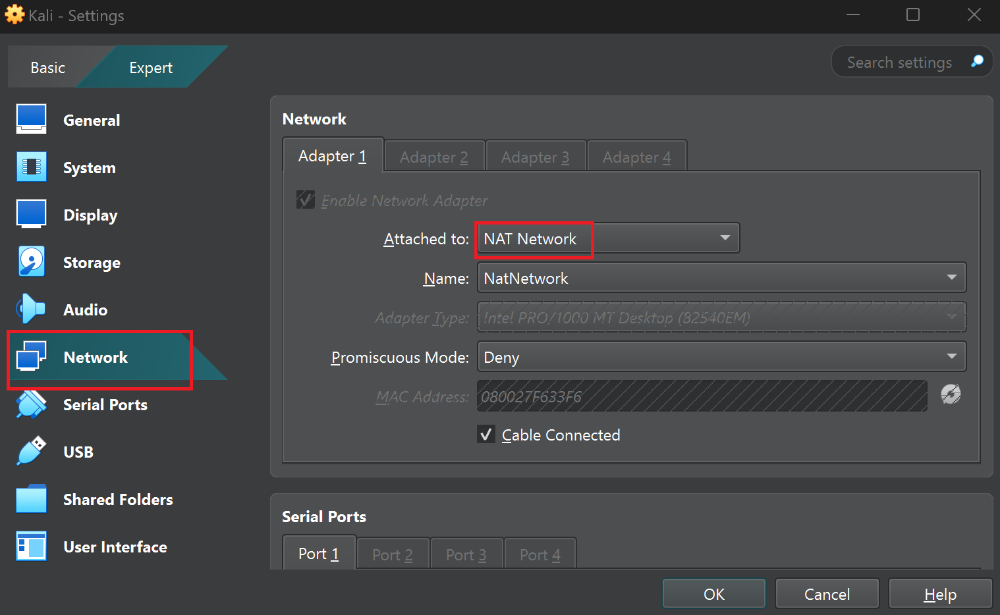 Kali - Settings
Basic
Expert
Search settings
General
System
Display
Storage
Audio
Network
Serial Ports
USB
Shared Folders
User Interface
Network
Adapter 1
Adapter 2
Adapter 3
Adapter 4
Enable Network Adapter
Attached to: NAT Network
Name: NatNetwork
Adapter Type: Intel PRO/1000 MT Desktop (82540EM)
Promiscuous Mode: Deny
MAC Address: 080027F633F6
Cable Connected
Serial Ports
Port 1
Port 2
Port 3
Port 4
OK
Cancel
Help